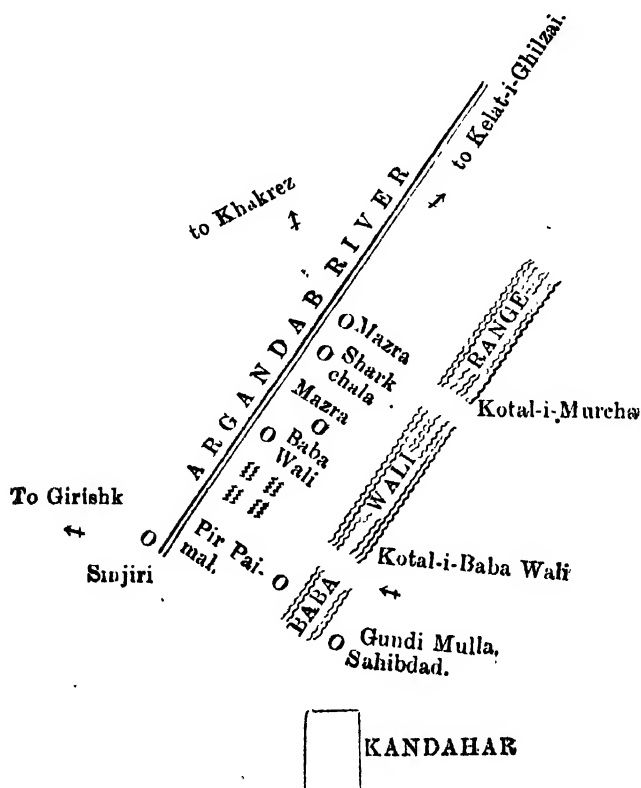 to Kelat-i-Ghilzai.
to Khakrez
ARGANDAB RIVER
Mazra
Shark
chala
RANGE
Mazra
Kotal-i-Murcha
Baba
Wali
WALI
To Girishk
Pir Pai-
mal.
Sinjiri
Kotal-i-Baba Wali
BABA
Gundi Mulla,
Sahibdad.
KANDAHAR